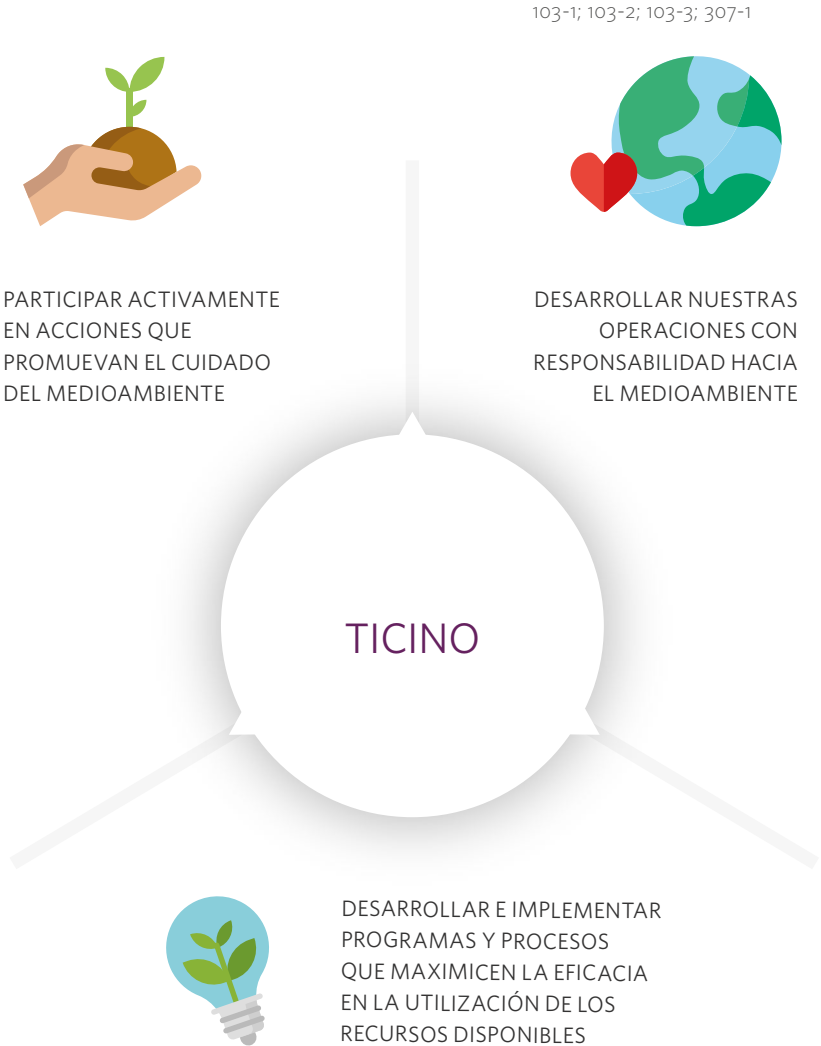 103-1; 103-2; 103-3; 307-1
PARTICIPAR ACTIVAMENTE
EN ACCIONES QUE
PROMUEVAN EL CUIDADO
DEL MEDIOAMBIENTE
DESARROLLAR NUESTRAS
OPERACIONES CON
RESPONSABILIDAD HACIA
EL MEDIOAMBIENTE
TICINO
DESARROLLAR E IMPLEMENTAR
PROGRAMAS Y PROCESOS
QUE MAXIMICEN LA EFICACIA
EN LA UTILIZACIÓN DE LOS
RECURSOS DISPONIBLES